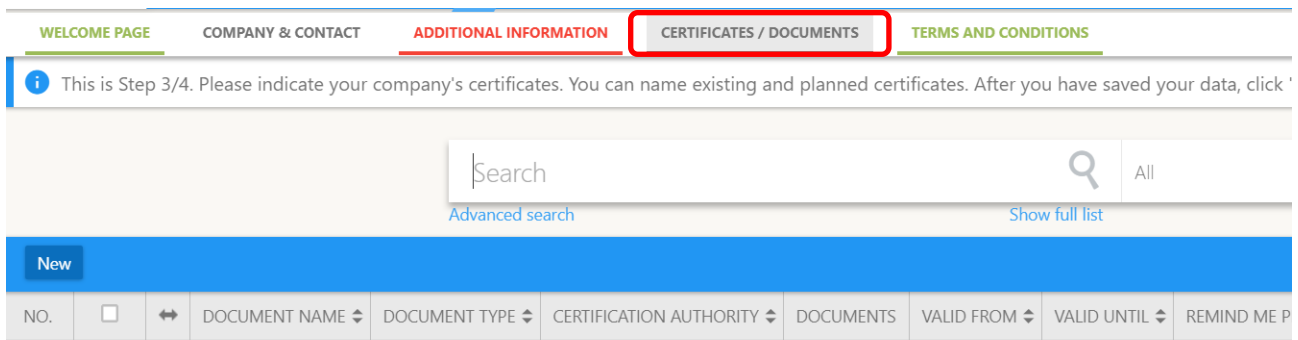 WELCOME PAGE COMPANY & CONTACT ADDITIONAL INFORMATION CERTIFICATES / DOCUMENTS TERMS AND CONDITIONS
This is Step 3/4. Please indicate your company's certificates. You can name existing and planned certificates. After you have saved your data, click '
Search All
Advanced search Show full list
New
NO. DOCUMENT NAME DOCUMENT TYPE CERTIFICATION AUTHORITY DOCUMENTS VALID FROM VALID UNTIL REMIND ME P